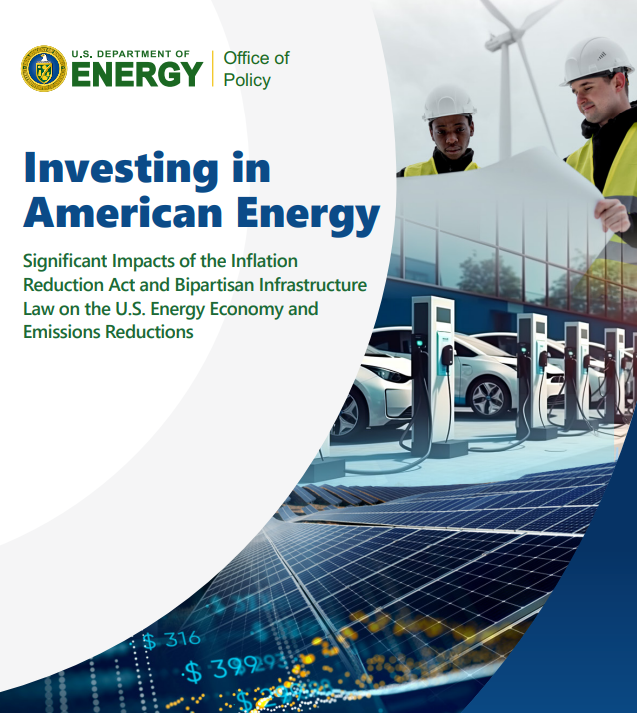 U.S. DEPARTMENT OF
ENERGY
Office of
Policy
Investing in
American Energy
Significant Impacts of the Inflation
Reduction Act and Bipartisan Infrastructure
Law on the U.S. Energy Economy and
Emissions Reductions
$ 316
$ 399